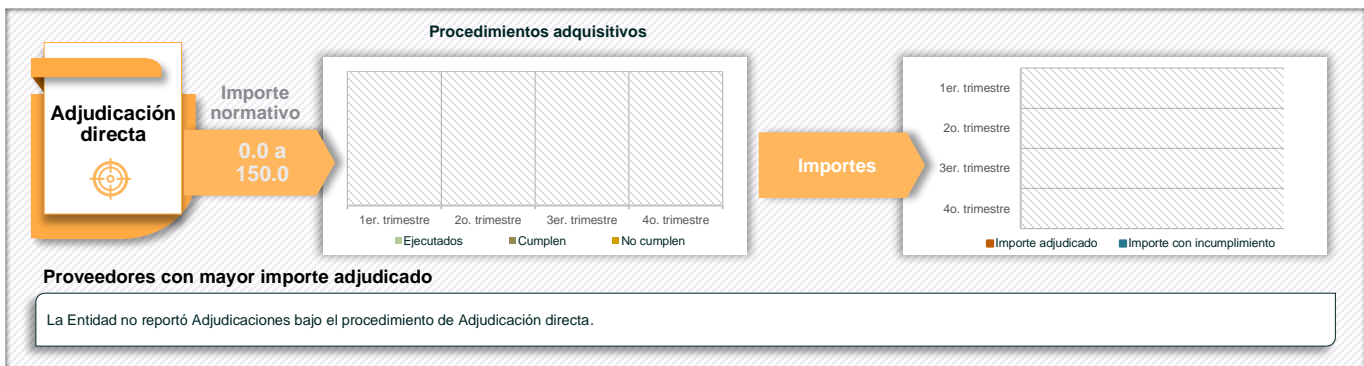 Procedimientos adquisitivos
Adjudicación
directa
Importe
normativo
0.0 a
150.0
1er. trimestre 2o. trimestre 3er. trimestre 4o. trimestre
Ejecutados Cumplen No cumplen
Importes
1er. trimestre
2o. trimestre
3er. trimestre
4o. trimestre
Importe adjudicado Importe con incumplimiento
Proveedores con mayor importe adjudicado
La Entidad no reportó Adjudicaciones bajo el procedimiento de Adjudicación directa.